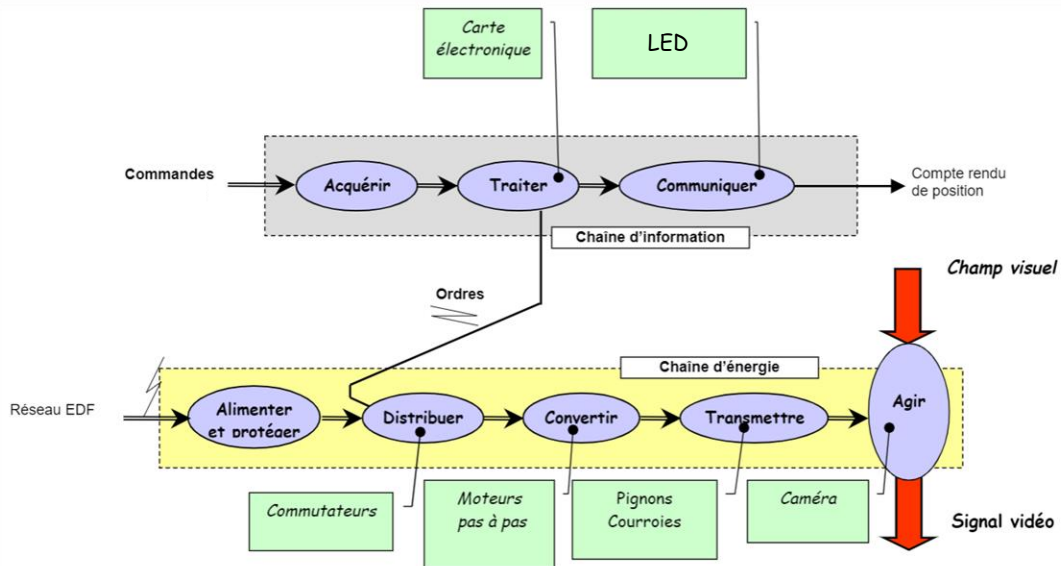 Carte
électronique
LED
Commandes
Acquérir
Traiter
Communiquer
Compte rendu
de position
Chaîne d'information
Champ visuel
Ordres
Chaîne d'énergie
Réseau EDF
Alimenter
et protéger
Distribuer
Convertir
Transmettre
Agir
Commutateurs
Moteurs
pas à pas
Pignons
Courroies
Caméra
Signal vidéo